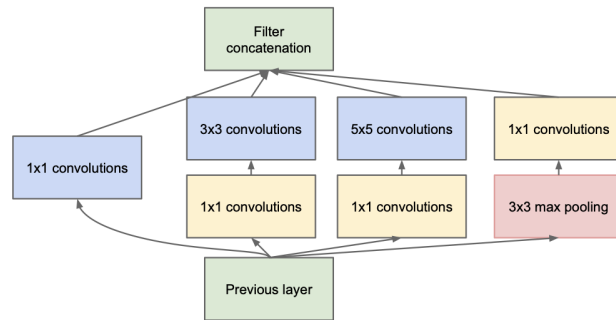 Filter
concatenation
3x3 convolutions
5x5 convolutions
1x1 convolutions
1x1 convolutions
1x1 convolutions
1x1 convolutions
3x3 max pooling
Previous layer